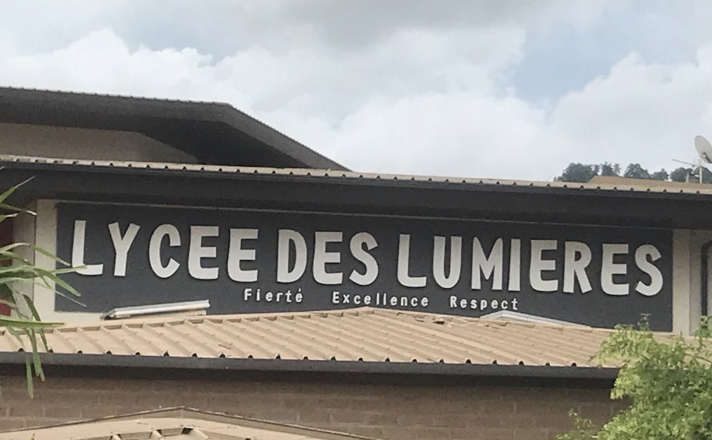 LYCEE DES LUMIERES
Fierté Excellence Respect